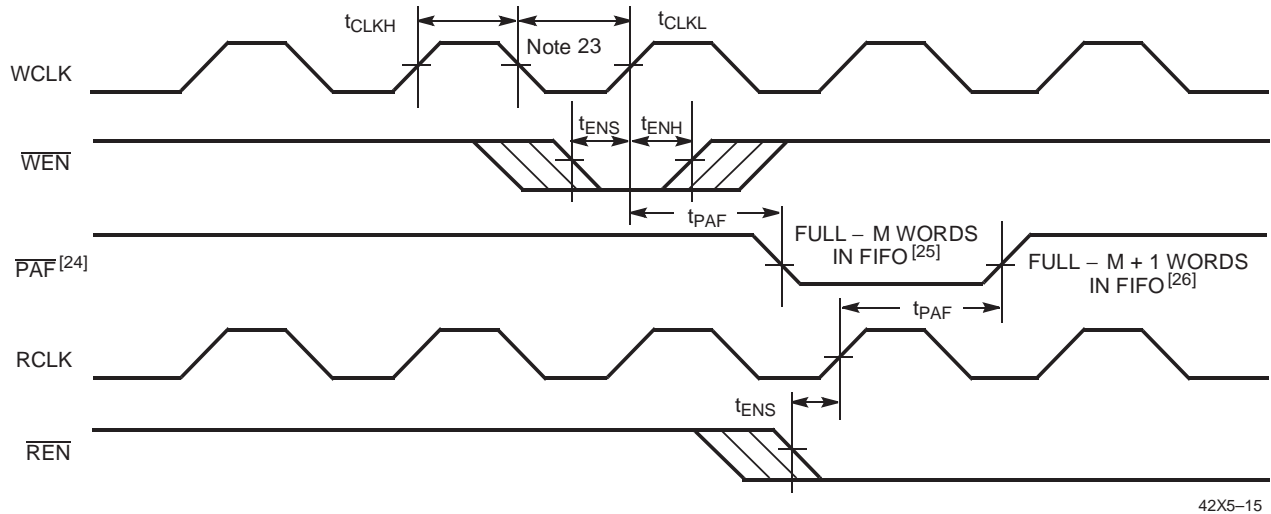 tCLKH
tCLKL
Note 23
WCLK
tENS
tENH
WEN
tPAF
FULL – M WORDS
IN FIFO[25]
PAF[24]
FULL – M + 1 WORDS
IN FIFO[26]
tPAF
RCLK
tENS
REN
42X5–15